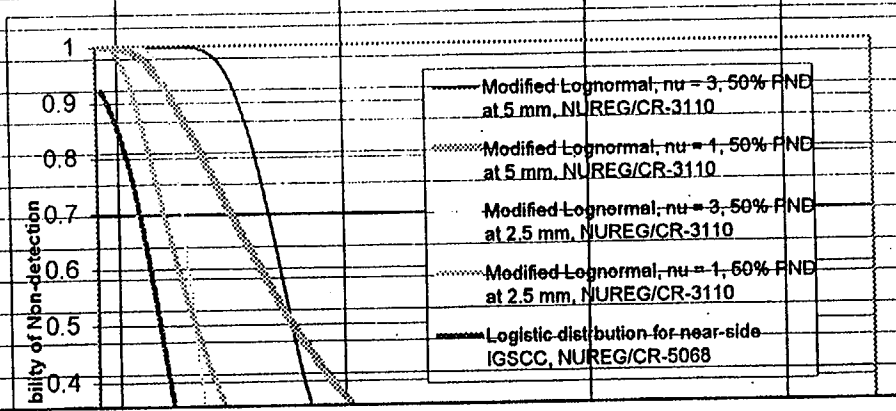 1
0.9
0.8
0.7
0.6
0.5
0.4
bility of Non-detection
Modified Lognormal, nu = 3, 50% PND
at 5 mm, NUREG/CR-3110
Modified Lognormal, nu = 1, 50% PND
at 5 mm, NUREG/CR-3110
Modified Lognormal, nu = 3, 50% PND
at 2.5 mm, NUREG/CR-3110
Modified Lognormal, nu = 1, 50% PND
at 2.5 mm, NUREG/CR-3110
Logistic distribution for near-side
IGSCC, NUREG/CR-5068